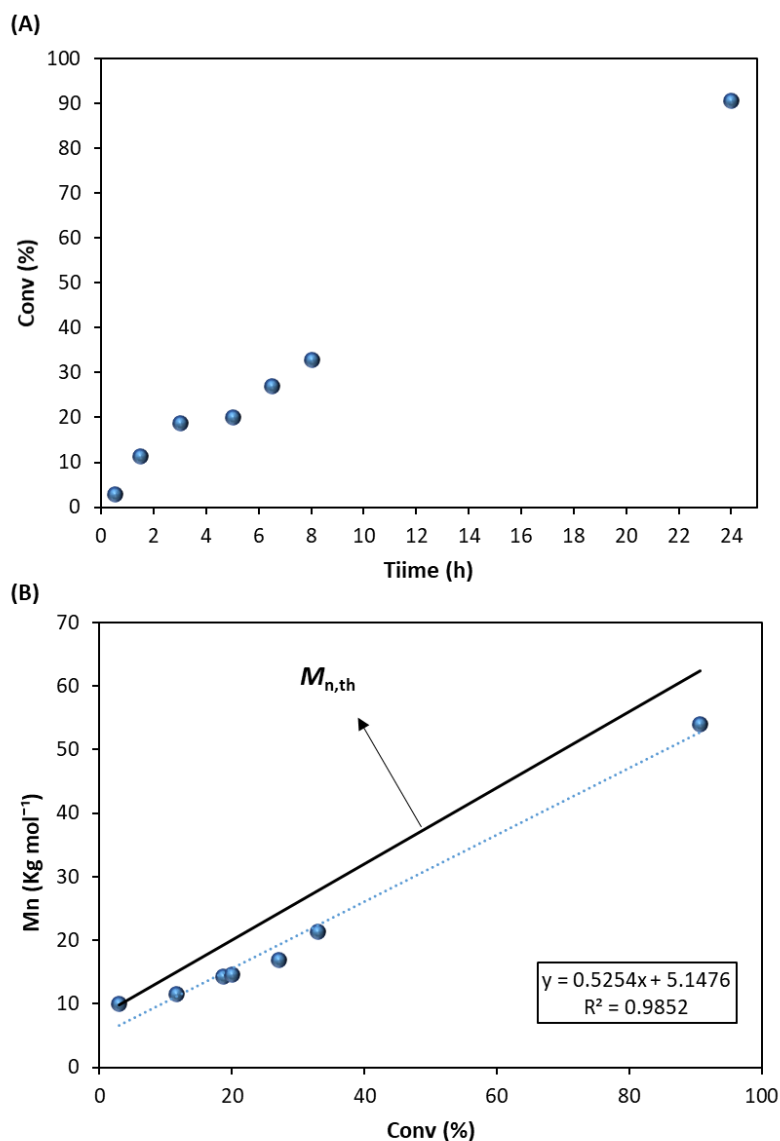 (A)
100
90
80
70
60
50
40
30
20
10
0
Conv (%)
0 2 4 6 8 10 12 14 16 18 20 22 24
Tiime (h)
(B)
70
60
50
40
30
20
10
0
Mn (Kg mol⁻¹)
Mn,th
y = 0.5254x + 5.1476
R² = 0.9852
0 20 40 60 80 100
Conv (%)